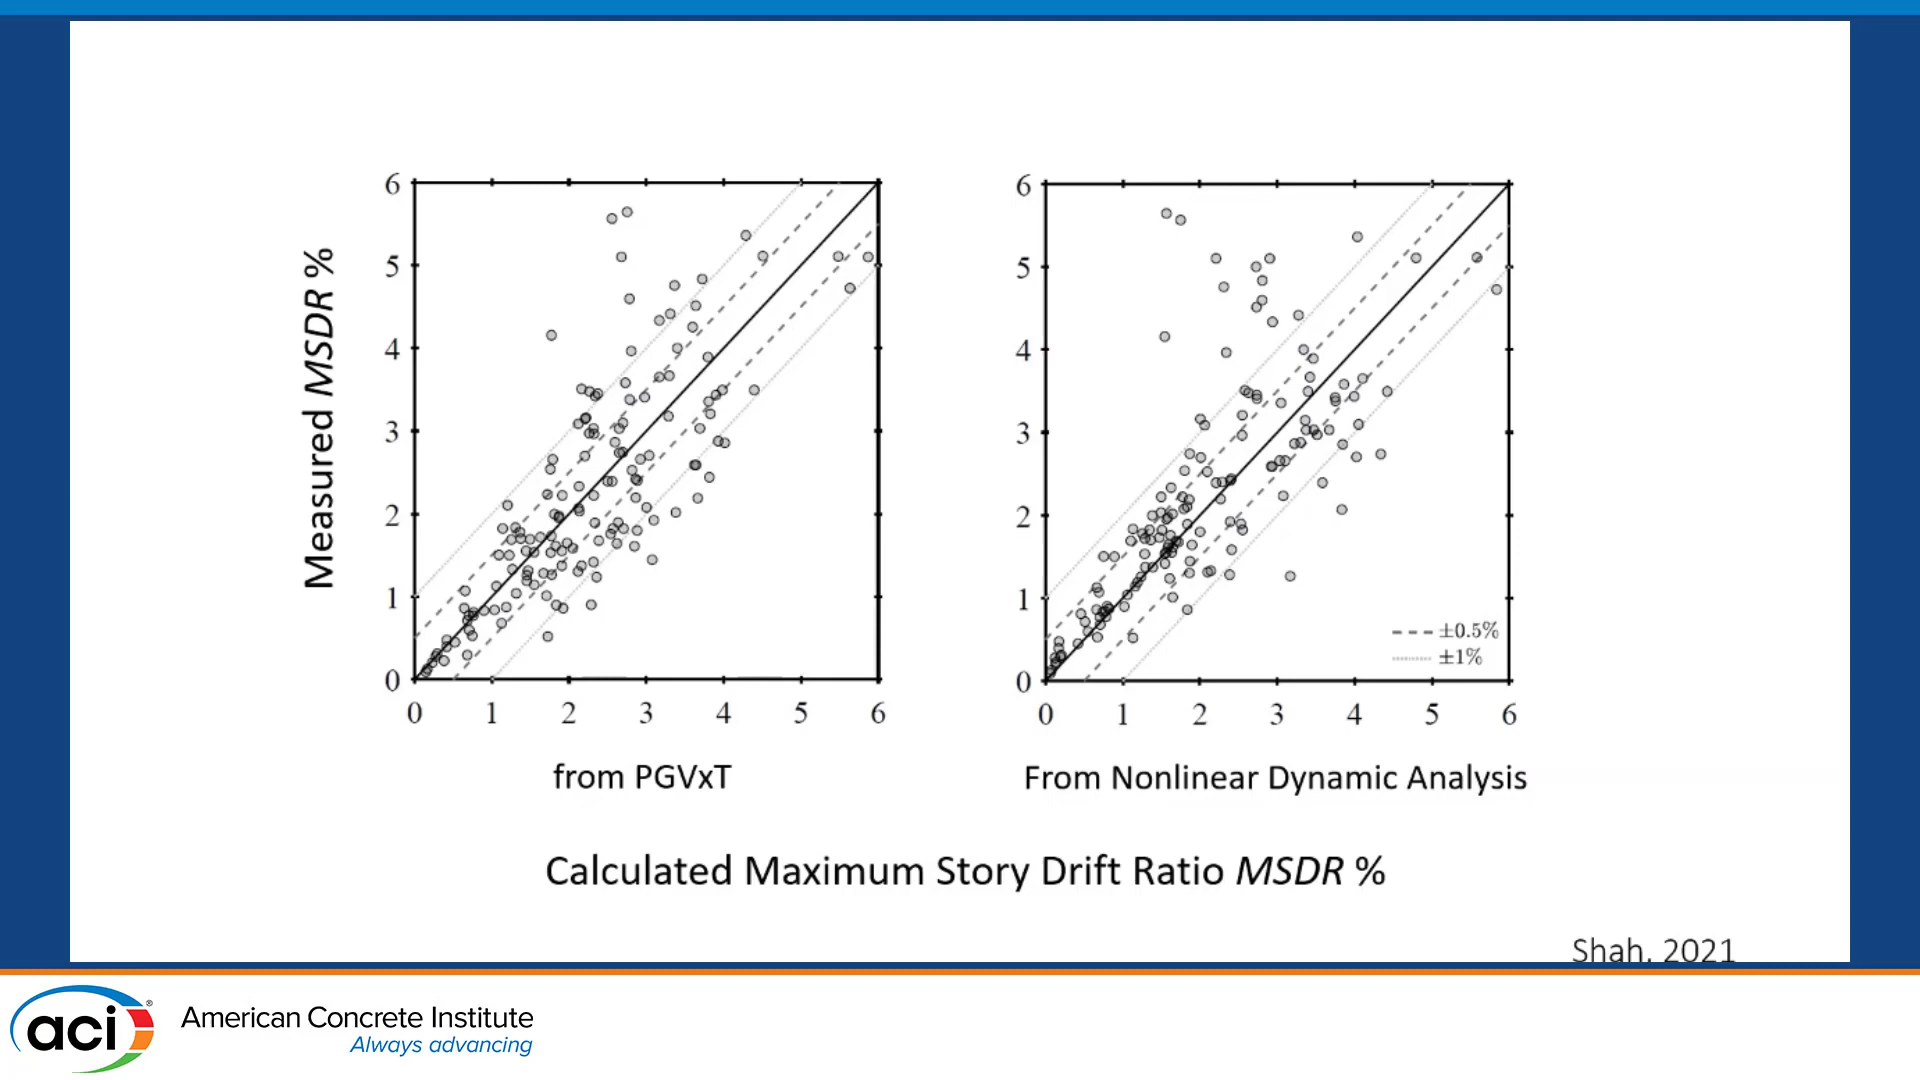 6
5
4
3
2
1
0
0 1 2 3 4 5 6
Measured MSDR %
from PGVxT
6
5
4
3
2
1
0
0 1 2 3 4 5 6
±0.5%
±1%
From Nonlinear Dynamic Analysis
Calculated Maximum Story Drift Ratio MSDR %
Shah, 2021
aci®
American Concrete Institute
Always advancing